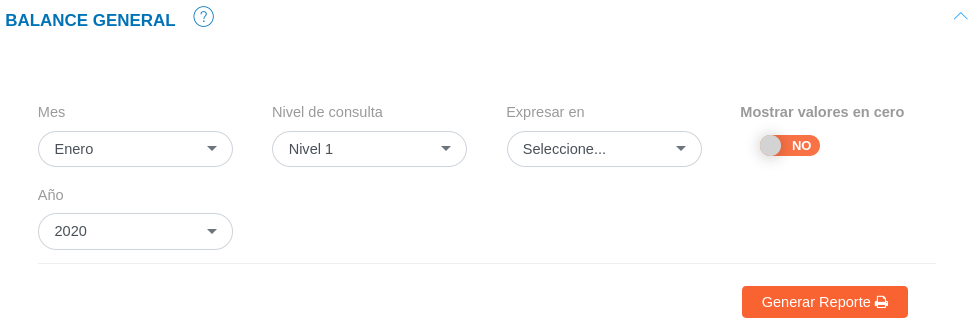 BALANCE GENERAL ?
Mes
Nivel de consulta
Expresar en
Mostrar valores en cero
Enero
Nivel 1
Seleccione...
NO
Año
2020
Generar Reporte